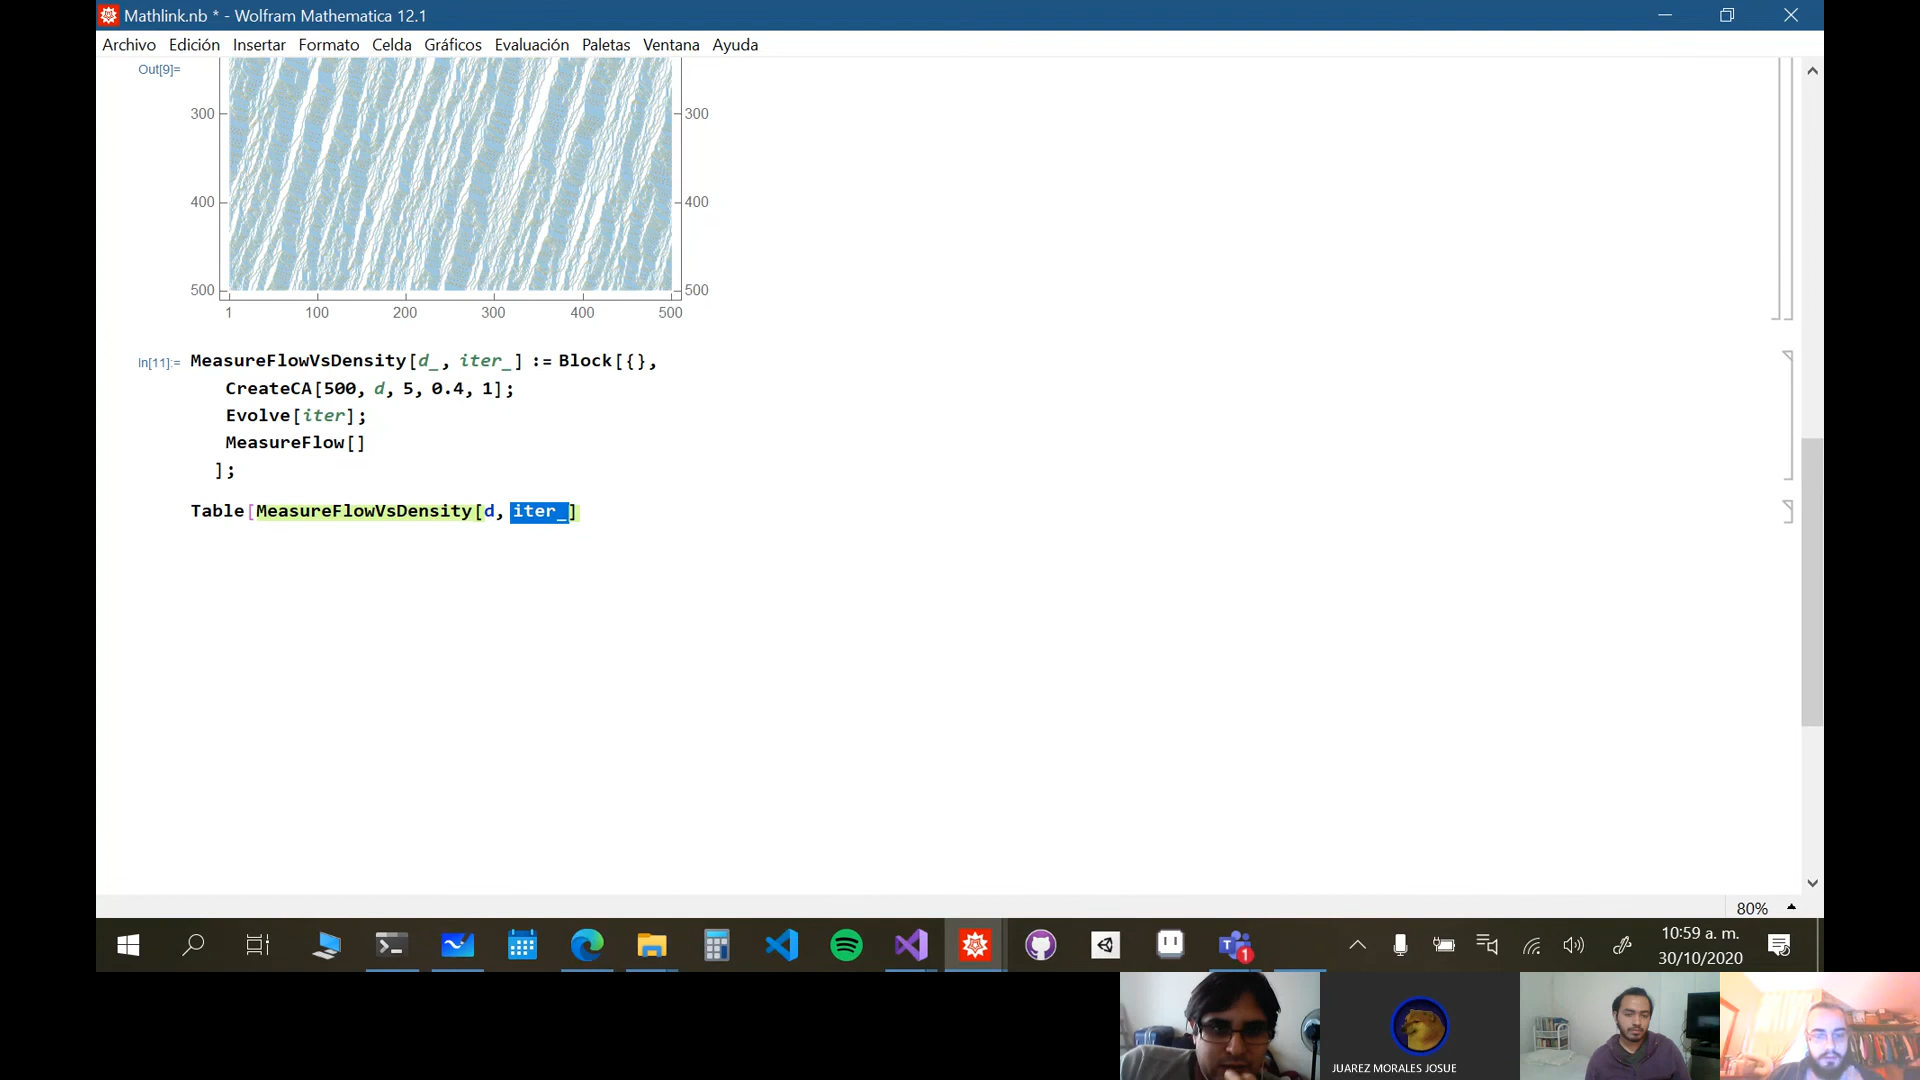 Mathlink.nb * - Wolfram Mathematica 12.1
Archivo Edición Insertar Formato Celda Gráficos Evaluación Paletas Ventana Ayuda
Out[9]=
300 300
400 400
500 500
1 100 200 300 400 500
In[11]:= MeasureFlowVsDensity[d_, iter_] := Block[{},
CreateCA[500, d, 5, 0.4, 1];
Evolve[iter];
MeasureFlow[]
];
Table[MeasureFlowVsDensity[d, iter_]
80%
10:59 a. m.
30/10/2020
1
JUAREZ MORALES JOSUE